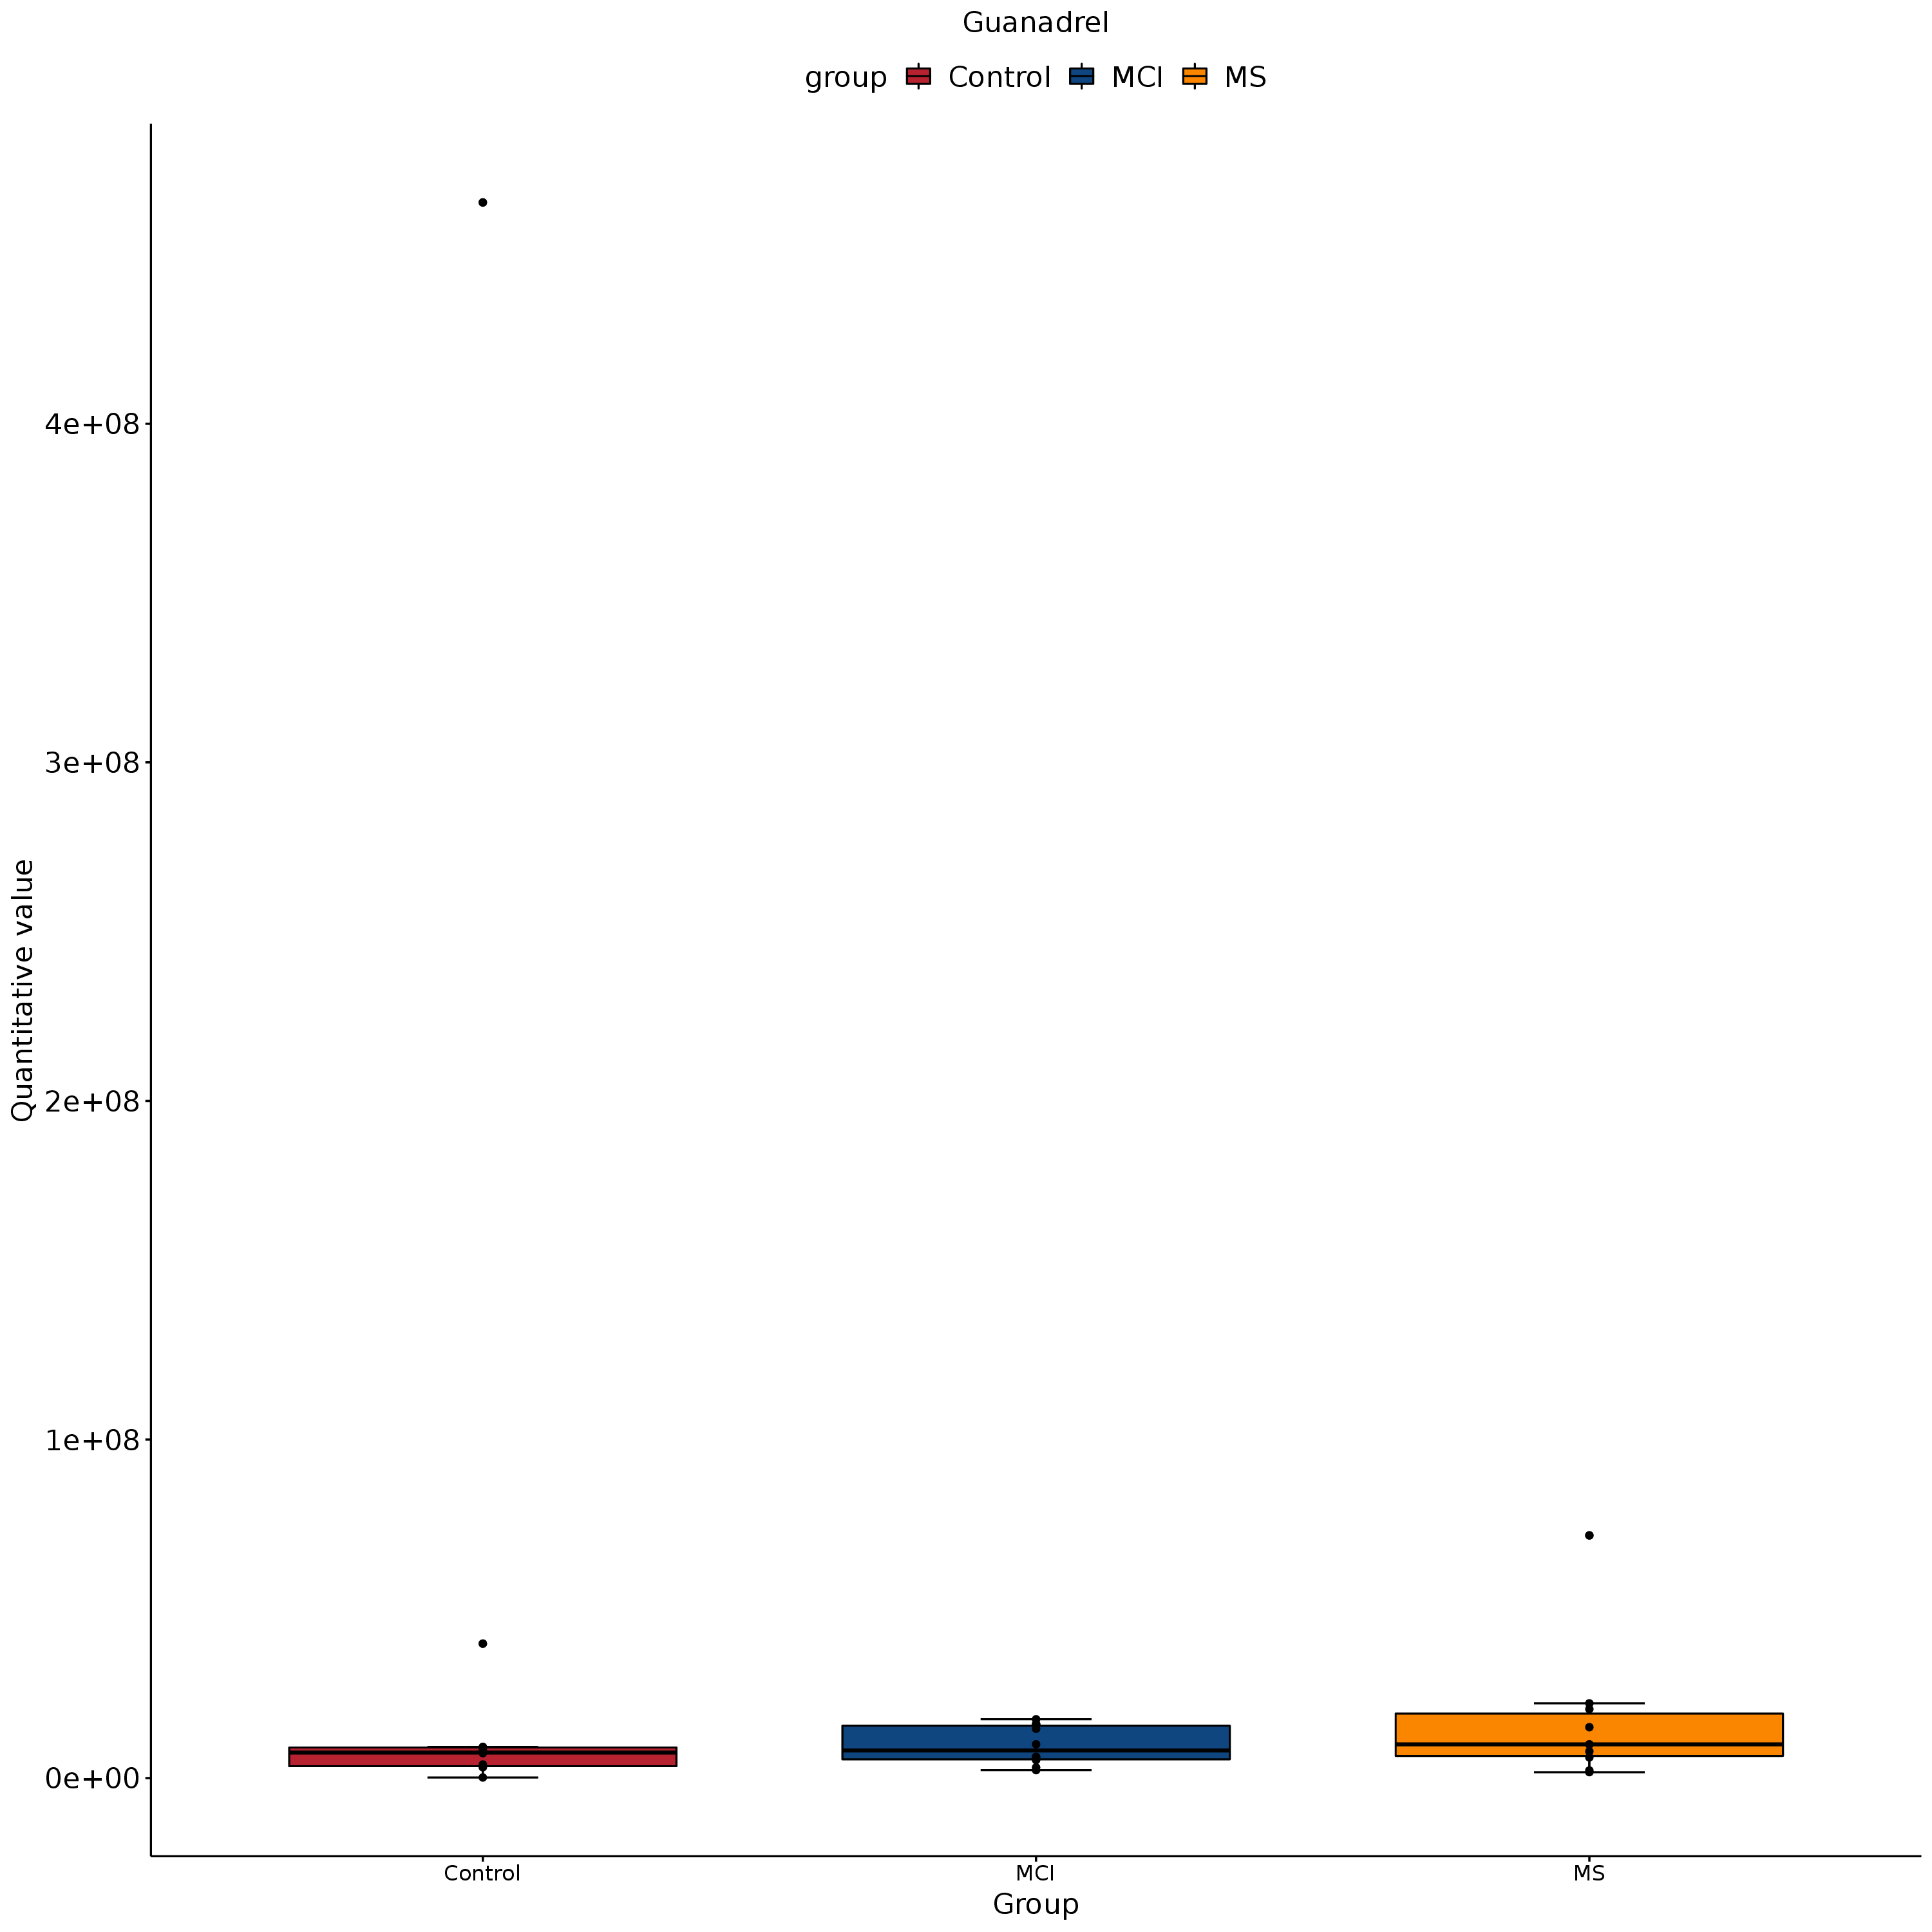 Guanadrel
group Control MCI MS
Quantitative value
4e+08
3e+08
2e+08
1e+08
0e+00
Control MCI MS
Group